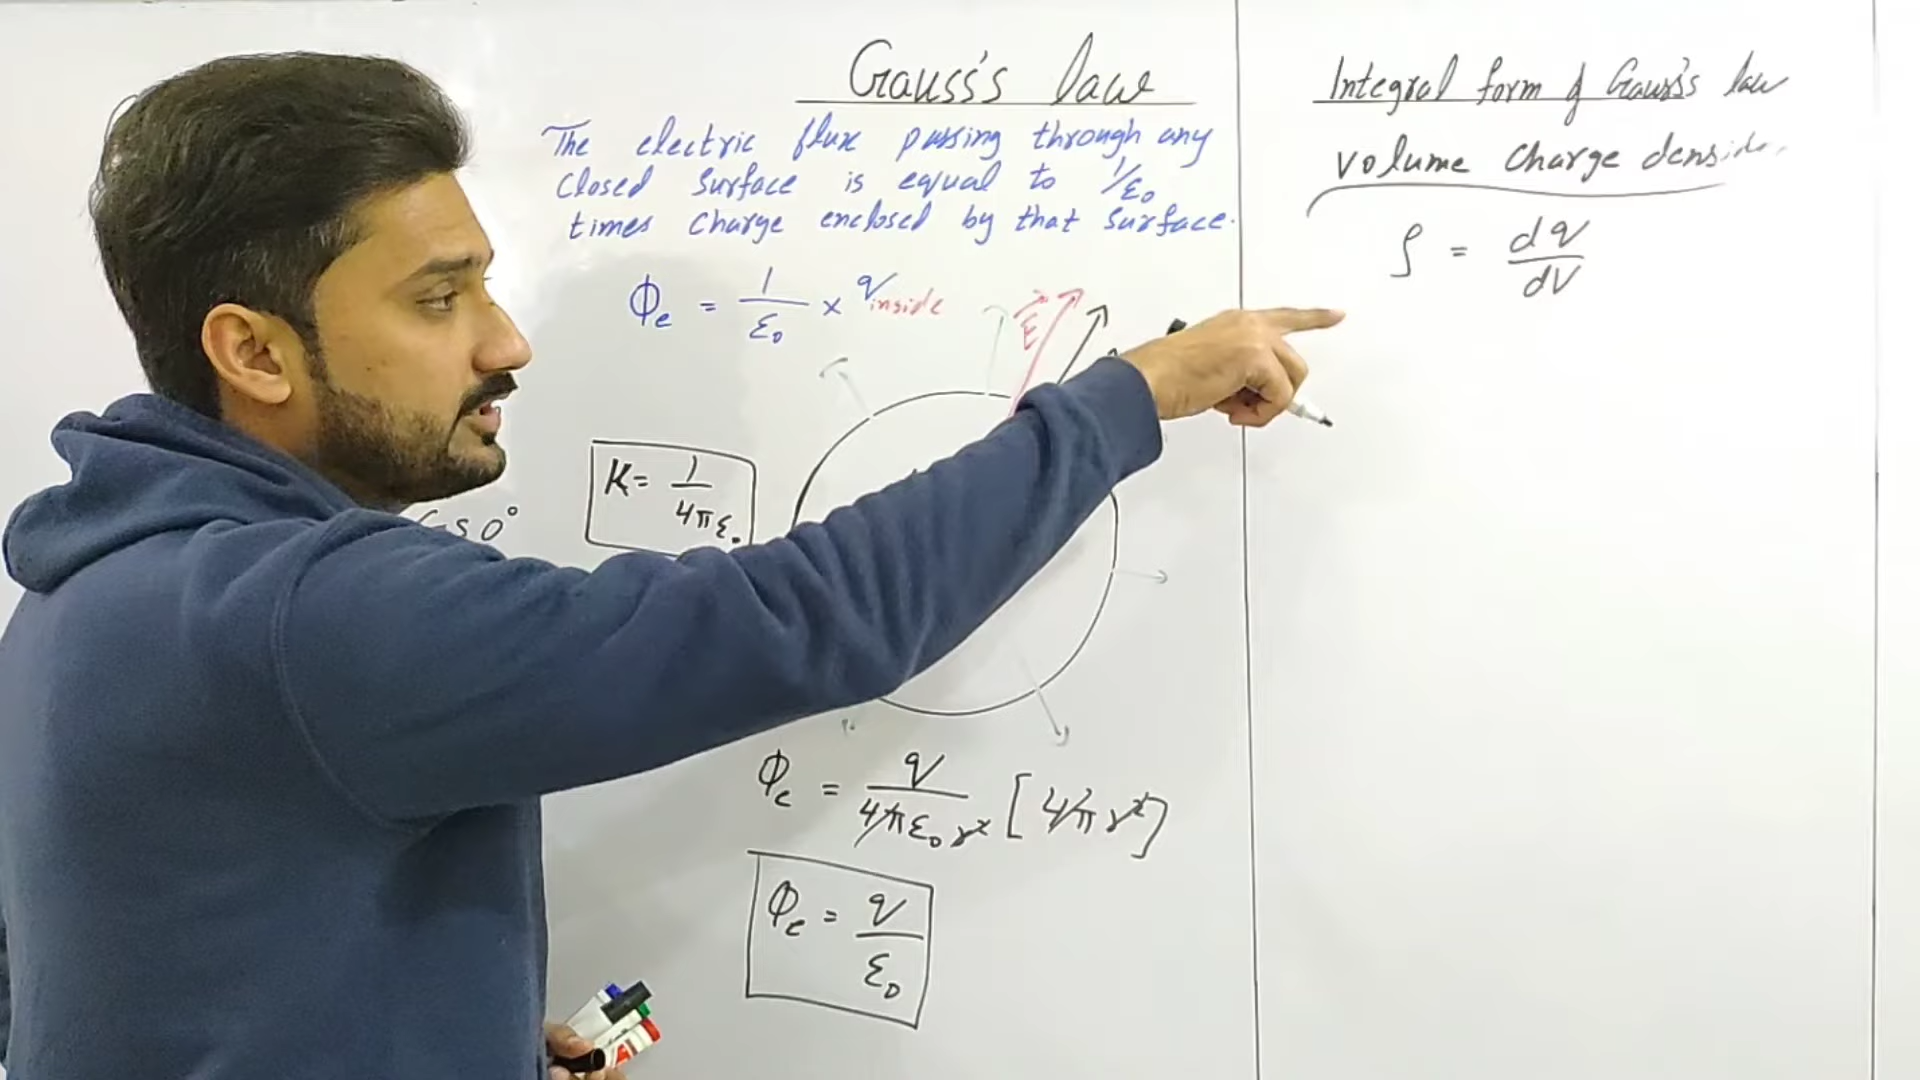 Gauss's law
The electric flux passing through any
closed surface is equal to 1/ε₀
times charge enclosed by that surface.
Φe = 1/ε₀ × q inside
E⃗
K = 1/4πε₀
0°
Φe = q/4πε₀r² [4πr²]
Φe = q/ε₀
Integral form of Gauss's law
volume charge density
ρ = dq/dV